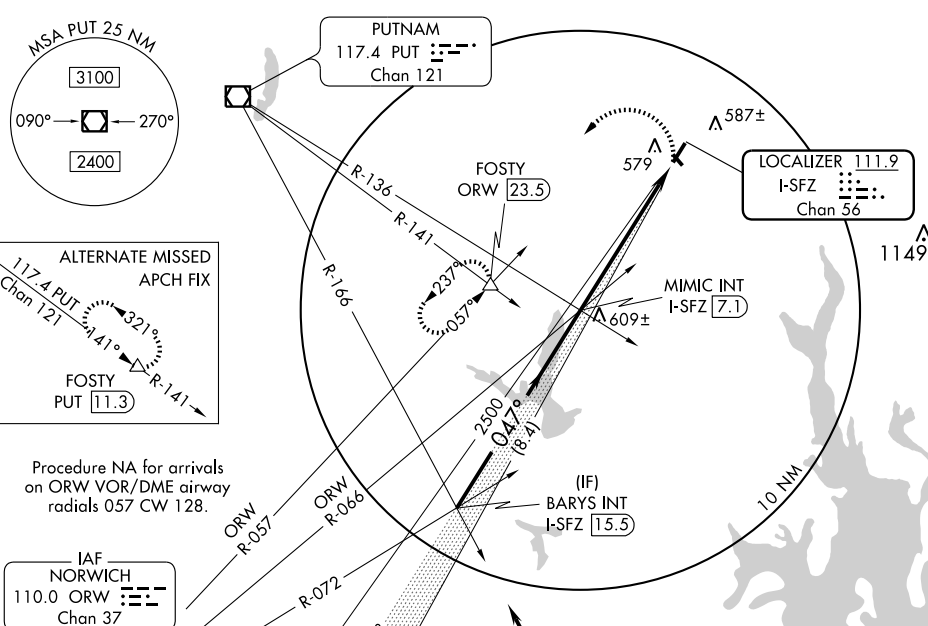 MSA PUT 25 NM
3100
090°
270°
2400
PUTNAM
117.4 PUT
Chan 121
587±
579
LOCALIZER 111.9
I-SFZ
Chan 56
1149
FOSTY
ORW 23.5
R-136
R-141
R-166
237°
057°
MIMIC INT
I-SFZ 7.1
609±
ALTERNATE MISSED
APCH FIX
117.4 PUT
Chan 121
321°
141°
R-141
FOSTY
PUT 11.3
2500
047°
(8.4)
(IF)
BARYS INT
I-SFZ 15.5
10 NM
Procedure NA for arrivals
on ORW VOR/DME airway
radials 057 CW 128.
ORW
R-057
ORW
R-066
R-072
IAF
NORWICH
110.0 ORW
Chan 37